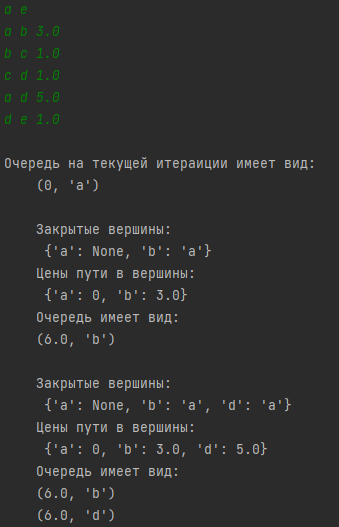 a e
a b 3.0
b c 1.0
c d 1.0
a d 5.0
d e 1.0
Очередь на текущей итераиции имеет вид:
(0, 'a')
Закрытые вершины:
{'a': None, 'b': 'a'}
Цены пути в вершины:
{'a': 0, 'b': 3.0}
Очередь имеет вид:
(6.0, 'b')
Закрытые вершины:
{'a': None, 'b': 'a', 'd': 'a'}
Цены пути в вершины:
{'a': 0, 'b': 3.0, 'd': 5.0}
Очередь имеет вид:
(6.0, 'b')
(6.0, 'd')